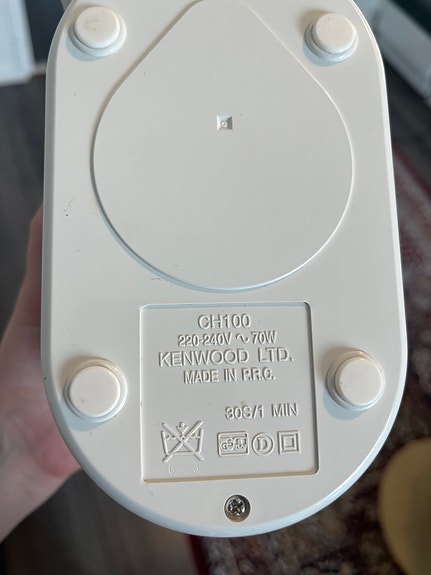 CH100
220-240V ~ 70W
KENWOOD LTD.
MADE IN P.R.C.
30S/1 MIN
D